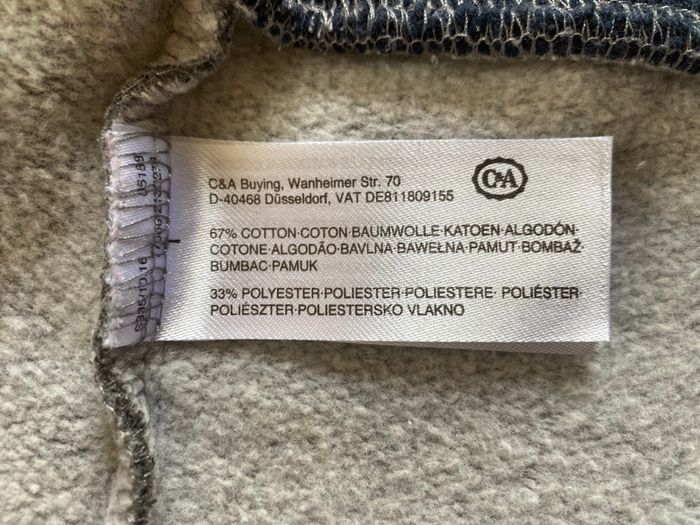 C&A Buying, Wanheimer Str. 70
D-40468 Düsseldorf, VAT DE811809155
C&A
67% COTTON·COTON·BAUMWOLLE·KATOEN·ALGODÓN·
COTONE·ALGODÃO·BAVLNA·BAWEŁNA·PAMUT·BOMBAŽ·
BUMBAC·PAMUK
33% POLYESTER·POLIESTER·POLIESTERE· POLIÉSTER·
POLIÉSZTER·POLIESTERSKO VLAKNO